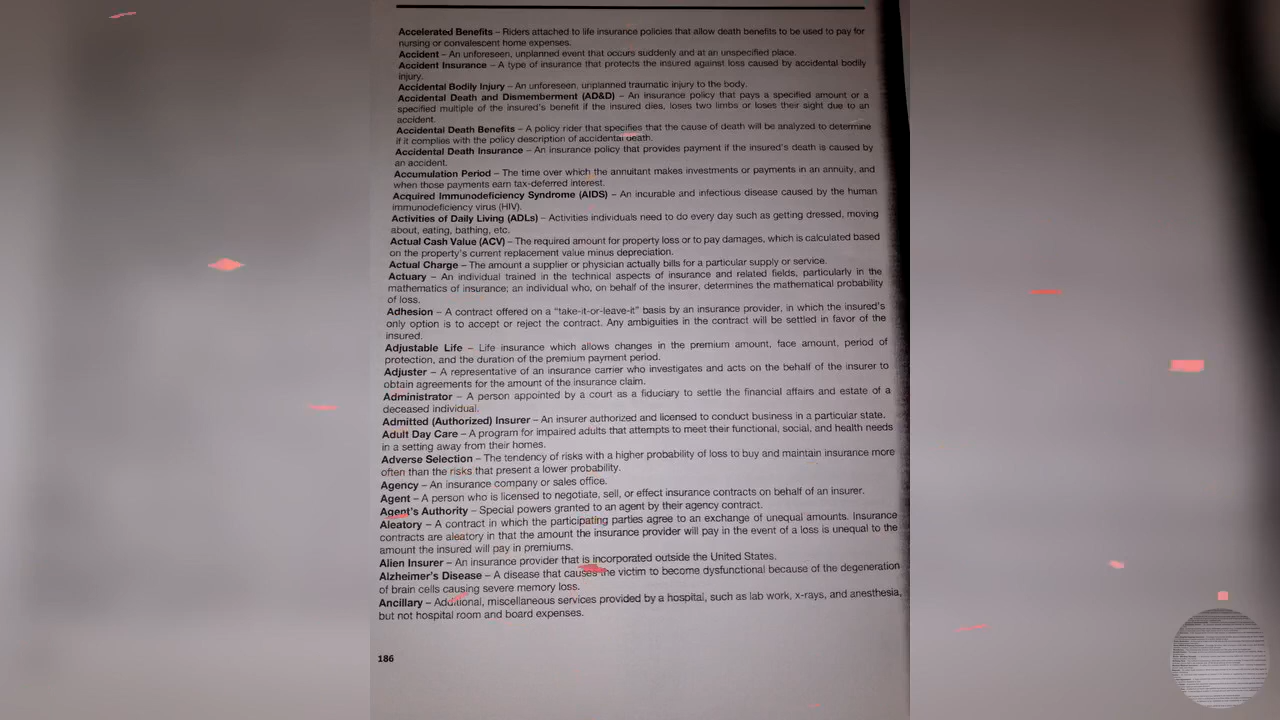 Accelerated Benefits – Riders attached to life insurance policies that allow death benefits to be used to pay for
nursing or convalescent home expenses.
Accident – An unforeseen, unplanned event that occurs suddenly and at an unspecified place.
Accident Insurance – A type of insurance that protects the insured against loss caused by accidental bodily
injury.
Accidental Bodily Injury – An unforeseen, unplanned traumatic injury to the body.
Accidental Death and Dismemberment (AD&D) – An insurance policy that pays a specified amount or a
specified multiple of the insured's benefit if the insured dies, loses two limbs or loses their sight due to an
accident.
Accidental Death Benefits – A policy rider that specifies that the cause of death will be analyzed to determine
if it complies with the policy description of accidental death.
Accidental Death Insurance – An insurance policy that provides payment if the insured's death is caused by
an accident.
Accumulation Period – The time over which the annuitant makes investments or payments in an annuity, and
when those payments earn tax-deferred interest.
Acquired Immunodeficiency Syndrome (AIDS) – An incurable and infectious disease caused by the human
immunodeficiency virus (HIV).
Activities of Daily Living (ADLs) – Activities individuals need to do every day such as getting dressed, moving
about, eating, bathing, etc.
Actual Cash Value (ACV) – The required amount for property loss or to pay damages, which is calculated based
on the property's current replacement value minus depreciation.
Actual Charge – The amount a supplier or physician actually bills for a particular supply or service.
Actuary – An individual trained in the technical aspects of insurance and related fields, particularly in the
mathematics of insurance; an individual who, on behalf of the insurer, determines the mathematical probability
of loss.
Adhesion – A contract offered on a "take-it-or-leave-it" basis by an insurance provider, in which the insured's
only option is to accept or reject the contract. Any ambiguities in the contract will be settled in favor of the
insured.
Adjustable Life – Life insurance which allows changes in the premium amount, face amount, period of
protection, and the duration of the premium payment period.
Adjuster – A representative of an insurance carrier who investigates and acts on the behalf of the insurer to
obtain agreements for the amount of the insurance claim.
Administrator – A person appointed by a court as a fiduciary to settle the financial affairs and estate of a
deceased individual.
Admitted (Authorized) Insurer – An insurer authorized and licensed to conduct business in a particular state.
Adult Day Care – A program for impaired adults that attempts to meet their functional, social, and health needs
in a setting away from their homes.
Adverse Selection – The tendency of risks with a higher probability of loss to buy and maintain insurance more
often than the risks that present a lower probability.
Agency – An insurance company or sales office.
Agent – A person who is licensed to negotiate, sell, or effect insurance contracts on behalf of an insurer.
Agent's Authority – Special powers granted to an agent by their agency contract.
Aleatory – A contract in which the participating parties agree to an exchange of unequal amounts. Insurance
contracts are aleatory in that the amount the insurance provider will pay in the event of a loss is unequal to the
amount the insured will pay in premiums.
Alien Insurer – An insurance provider that is incorporated outside the United States.
Alzheimer's Disease – A disease that causes the victim to become dysfunctional because of the degeneration
of brain cells causing severe memory loss.
Ancillary – Additional, miscellaneous services provided by a hospital, such as lab work, x-rays, and anesthesia,
but not hospital room and board expenses.
186